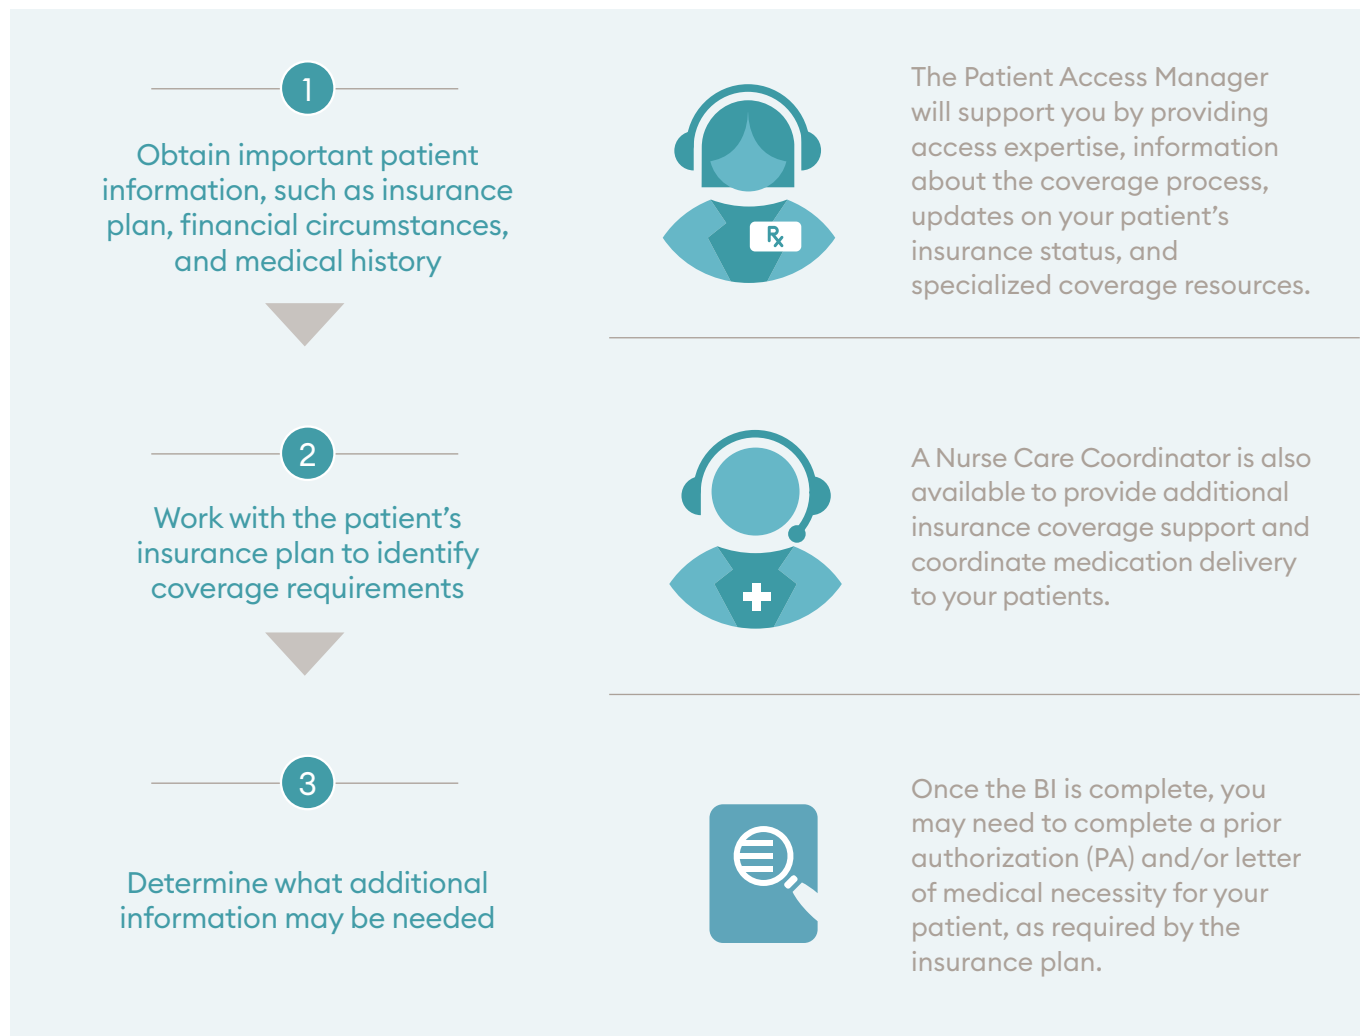 1
Obtain important patient
information, such as insurance
plan, financial circumstances,
and medical history
2
Work with the patient's
insurance plan to identify
coverage requirements
3
Determine what additional
information may be needed
Rx
The Patient Access Manager
will support you by providing
access expertise, information
about the coverage process,
updates on your patient's
insurance status, and
specialized coverage resources.
A Nurse Care Coordinator is also
available to provide additional
insurance coverage support and
coordinate medication delivery
to your patients.
Once the BI is complete, you
may need to complete a prior
authorization (PA) and/or letter
of medical necessity for your
patient, as required by the
insurance plan.